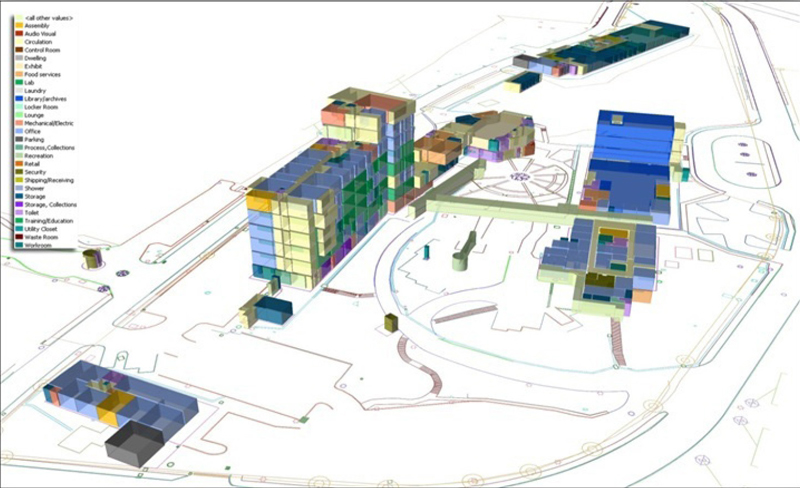 <all other values>
Assembly
Audio Visual
Circulation
Control Room
Dwelling
Exhibit
Food services
Lab
Laundry
Library/archives
Locker Room
Lounge
Mechanical/Electric
Office
Parking
Process,Collections
Recreation
Retail
Security
Shipping/Receiving
Shower
Storage
Storage, Collections
Toilet
Training/Education
Utility Closet
Waste Room
Workroom